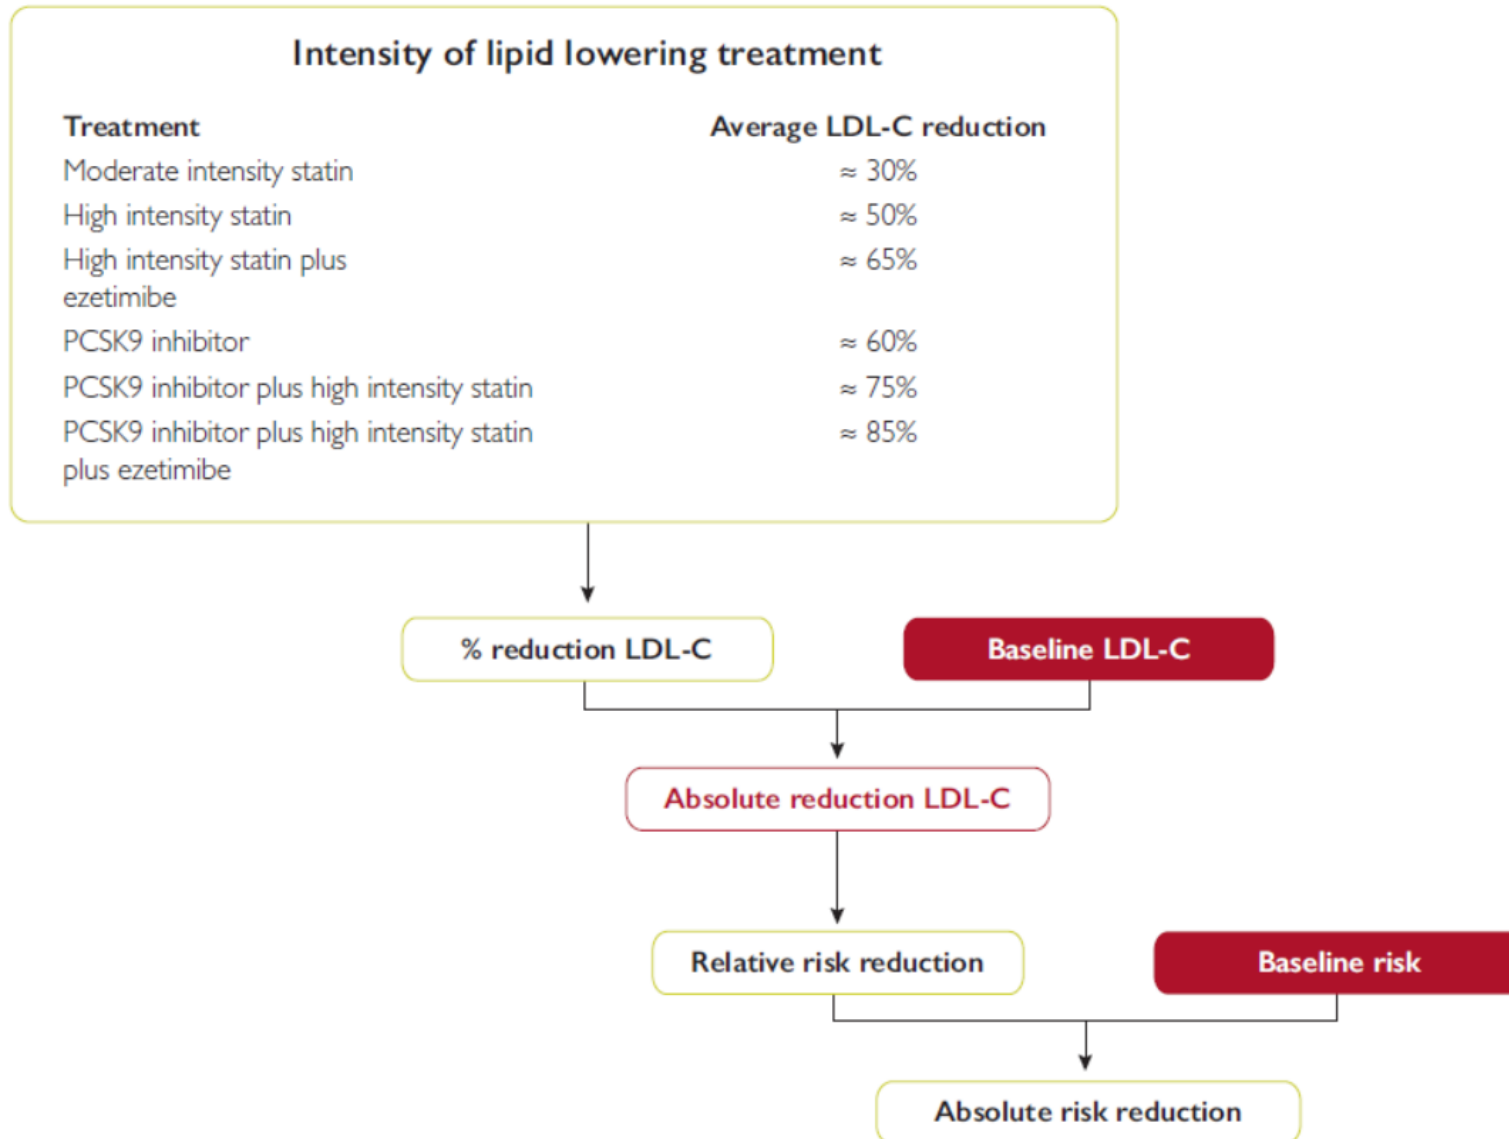 Intensity of lipid lowering treatment
Treatment Average LDL-C reduction
Moderate intensity statin ≈ 30%
High intensity statin ≈ 50%
High intensity statin plus ≈ 65%
ezetimibe
PCSK9 inhibitor ≈ 60%
PCSK9 inhibitor plus high intensity statin ≈ 75%
PCSK9 inhibitor plus high intensity statin ≈ 85%
plus ezetimibe
% reduction LDL-C Baseline LDL-C
Absolute reduction LDL-C
Relative risk reduction Baseline risk
Absolute risk reduction